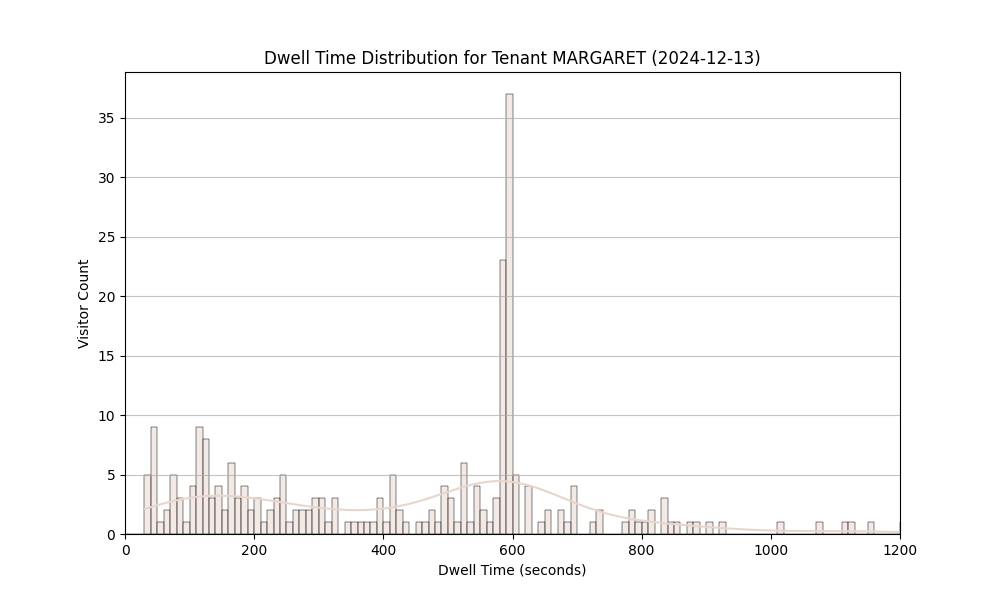 Dwell Time Distribution for Tenant MARGARET (2024-12-13)
35
30
25
20
15
10
5
0
Visitor Count
0 200 400 600 800 1000 1200
Dwell Time (seconds)